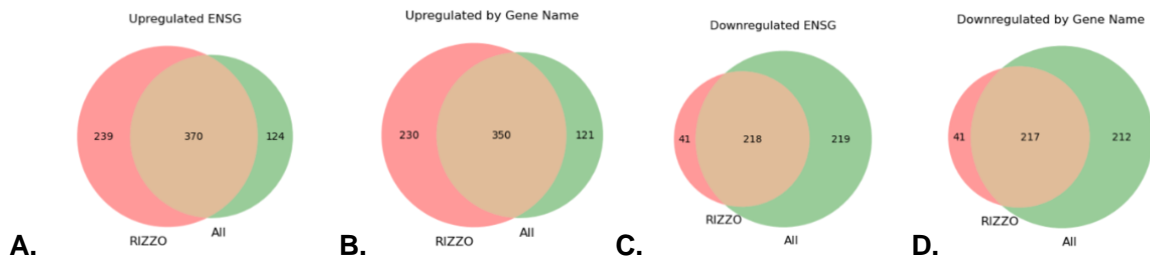 Upregulated ENSG
239
370
124
RIZZO
All
A.
Upregulated by Gene Name
230
350
121
RIZZO
All
B.
Downregulated ENSG
41
218
219
RIZZO
All
C.
Downregulated by Gene Name
41
217
212
RIZZO
All
D.